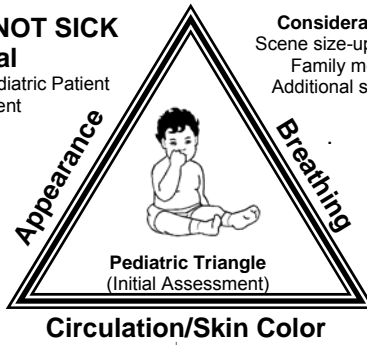 NOT SICK
al
diatric Patient
ent
Considera
Scene size-up
Family m
Additional s
Appearance
Breathing
Pediatric Triangle
(Initial Assessment)
Circulation/Skin Color